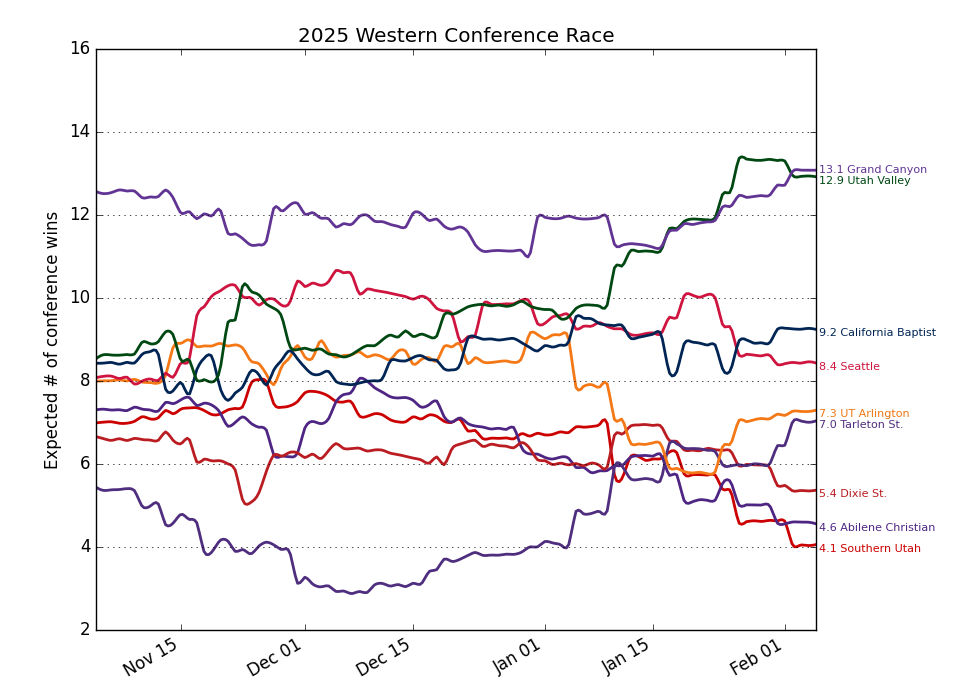 2025 Western Conference Race
Expected # of conference wins
16
14
12
10
8
6
4
2
13.1 Grand Canyon
12.9 Utah Valley
9.2 California Baptist
8.4 Seattle
7.3 UT Arlington
7.0 Tarleton St.
5.4 Dixie St.
4.6 Abilene Christian
4.1 Southern Utah
Nov 15
Dec 01
Dec 15
Jan 01
Jan 15
Feb 01